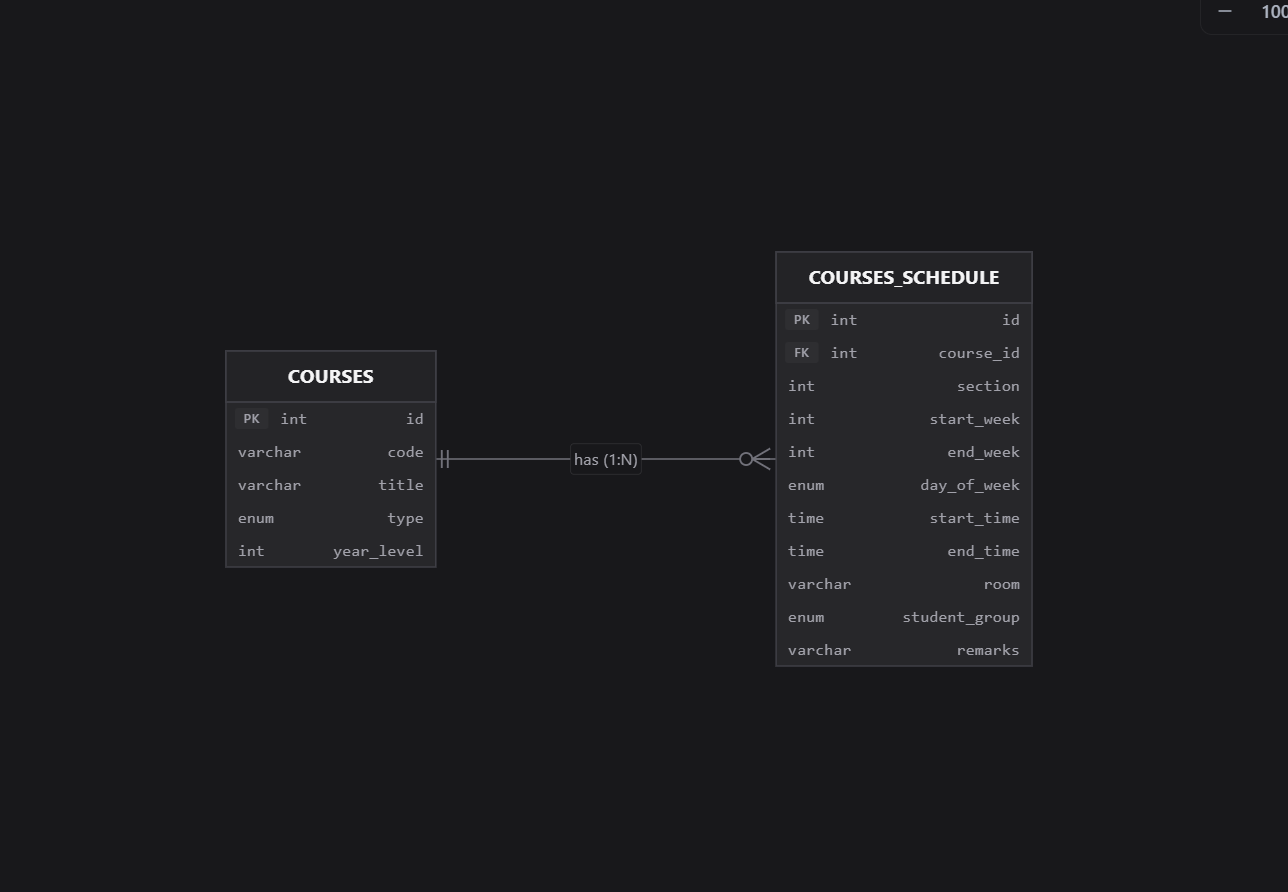 100
COURSES
PK int id
varchar code
varchar title
enum type
int year_level
has (1:N)
COURSES_SCHEDULE
PK int id
FK int course_id
int section
int start_week
int end_week
enum day_of_week
time start_time
time end_time
varchar room
enum student_group
varchar remarks